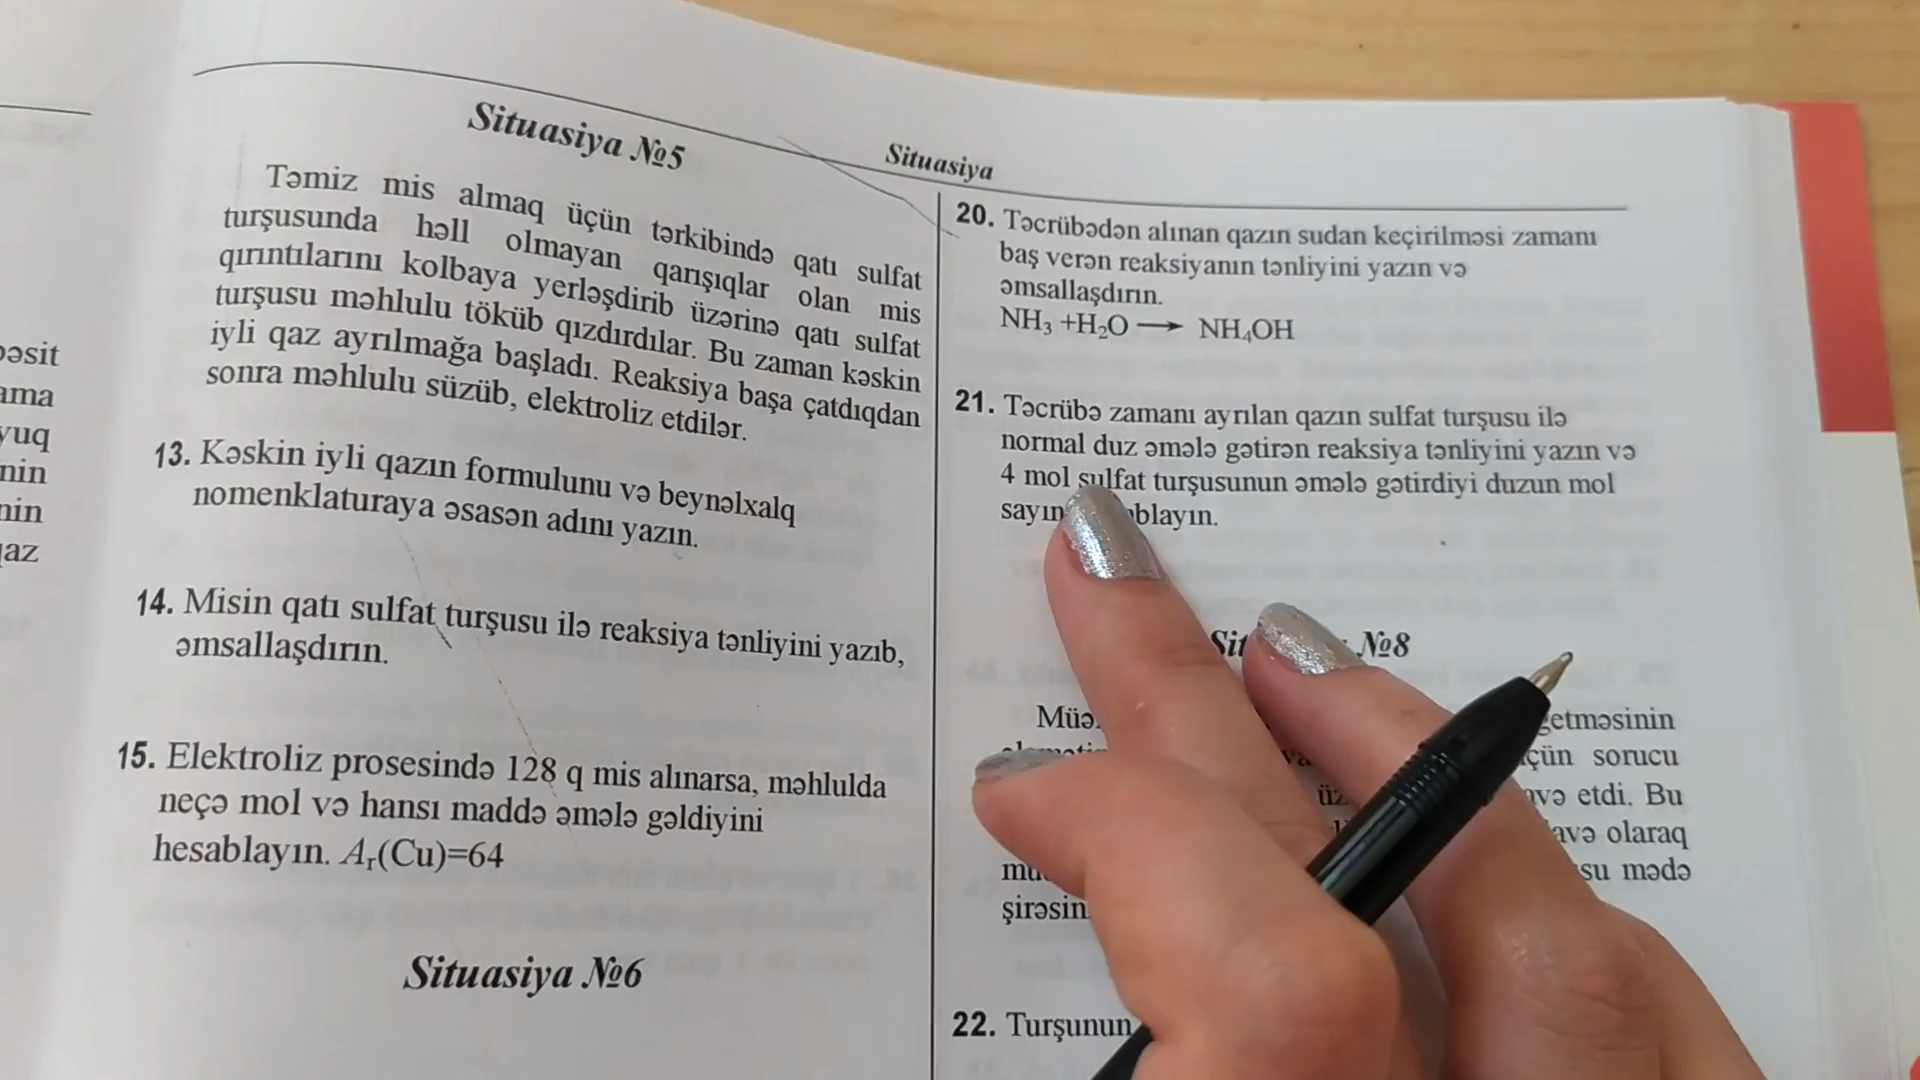 əsit
ama
yuq
nin
nin
qaz
Situasiya №5
Təmiz mis almaq üçün tərkibində qatı sulfat
turşusunda həll olmayan qarışıqlar olan mis
qırıntılarını kolbaya yerləşdirib üzərinə qatı sulfat
turşusu məhlulu töküb qızdırdılar. Bu zaman kəskin
iyli qaz ayrılmağa başladı. Reaksiya başa çatdıqdan
sonra məhlulu süzüb, elektroliz etdilər.
13. Kəskin iyli qazın formulunu və beynəlxalq
nomenklaturaya əsasən adını yazın.
14. Misin qatı sulfat turşusu ilə reaksiya tənliyini yazıb,
əmsallaşdırın.
15. Elektroliz prosesində 128 q mis alınarsa, məhlulda
neçə mol və hansı maddə əmələ gəldiyini
hesablayın. Aᵣ(Cu)=64
Situasiya №6
Situasiya
20. Təcrübədən alınan qazın sudan keçirilməsi zamanı
baş verən reaksiyanın tənliyini yazın və
əmsallaşdırın.
NH₃ +H₂O ⟶ NH₄OH
21. Təcrübə zamanı ayrılan qazın sulfat turşusu ilə
normal duz əmələ gətirən reaksiya tənliyini yazın və
4 mol sulfat turşusunun əmələ gətirdiyi duzun mol
sayın blayın.
Sit №8
Müə getməsinin
çün sorucu
üz avə etdi. Bu
avə olaraq
su mədə
şirəsin
22. Turşunun